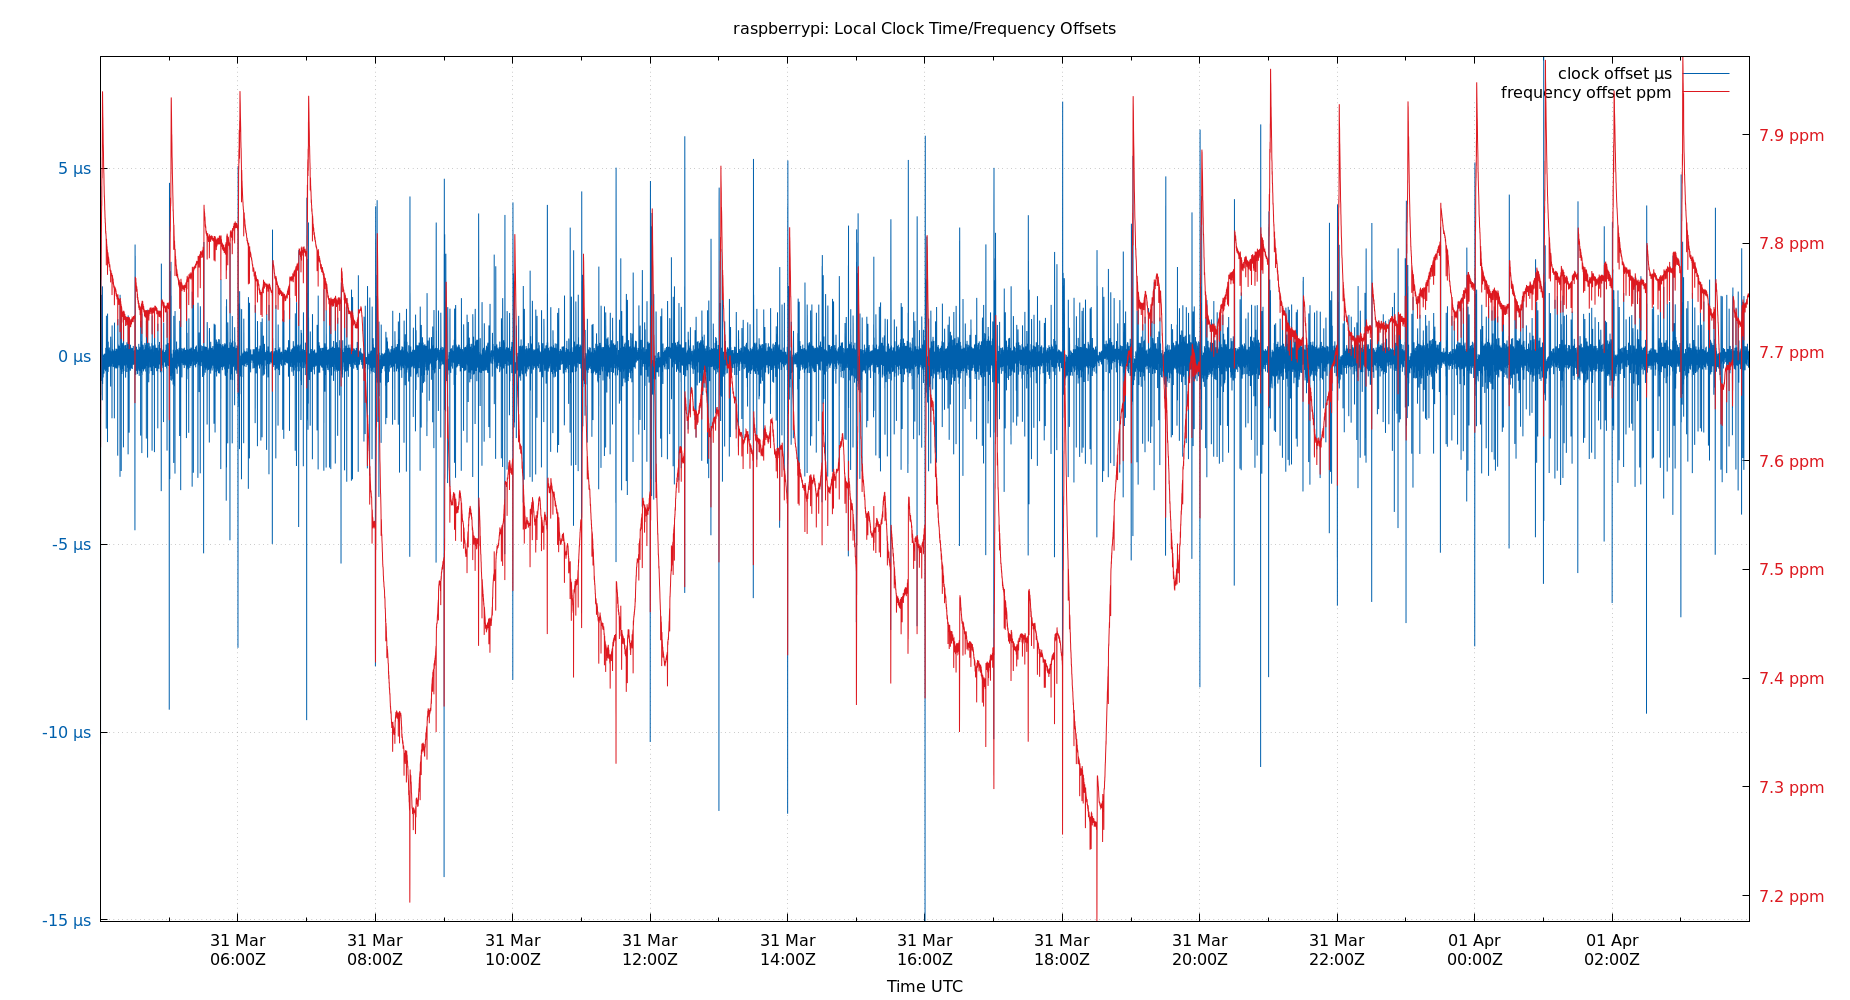 raspberrypi: Local Clock Time/Frequency Offsets
clock offset µs
frequency offset ppm
5 µs
0 µs
-5 µs
-10 µs
-15 µs
7.9 ppm
7.8 ppm
7.7 ppm
7.6 ppm
7.5 ppm
7.4 ppm
7.3 ppm
7.2 ppm
31 Mar
06:00Z
31 Mar
08:00Z
31 Mar
10:00Z
31 Mar
12:00Z
31 Mar
14:00Z
31 Mar
16:00Z
31 Mar
18:00Z
31 Mar
20:00Z
31 Mar
22:00Z
01 Apr
00:00Z
01 Apr
02:00Z
Time UTC